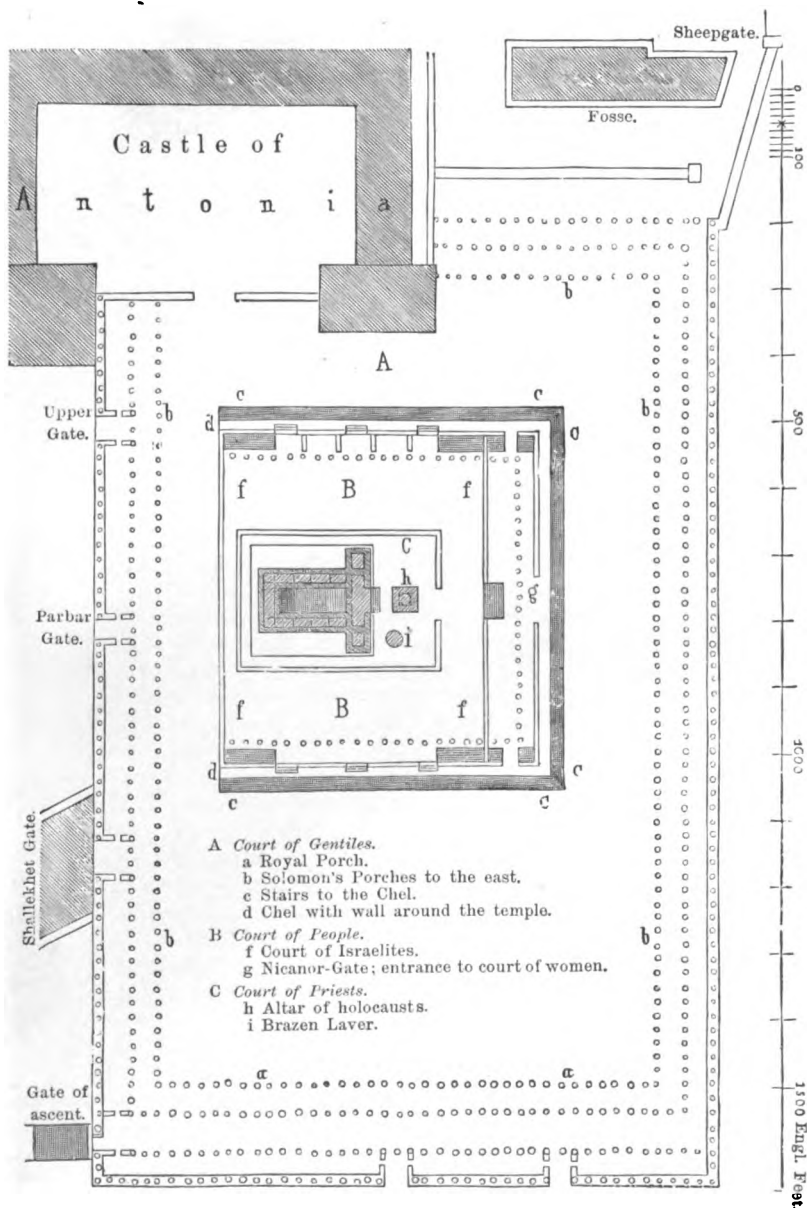 Sheepgate.
Fosse.
Castle of
Antonia
0
100
A
b
c
c
Upper
Gate.
b
d
c
b
500
f
B
f
C
h
g
i
Parbar
Gate.
f
B
f
d
c
c
c
1000
Shallekhet Gate.
A Court of Gentiles.
a Royal Porch.
b Solomon's Porches to the east.
c Stairs to the Chel.
d Chel with wall around the temple.
B Court of People.
f Court of Israelites.
g Nicanor-Gate; entrance to court of women.
C Court of Priests.
h Altar of holocausts.
i Brazen Laver.
b
b
a
a
Gate of
ascent.
1500 Engl. Feet.